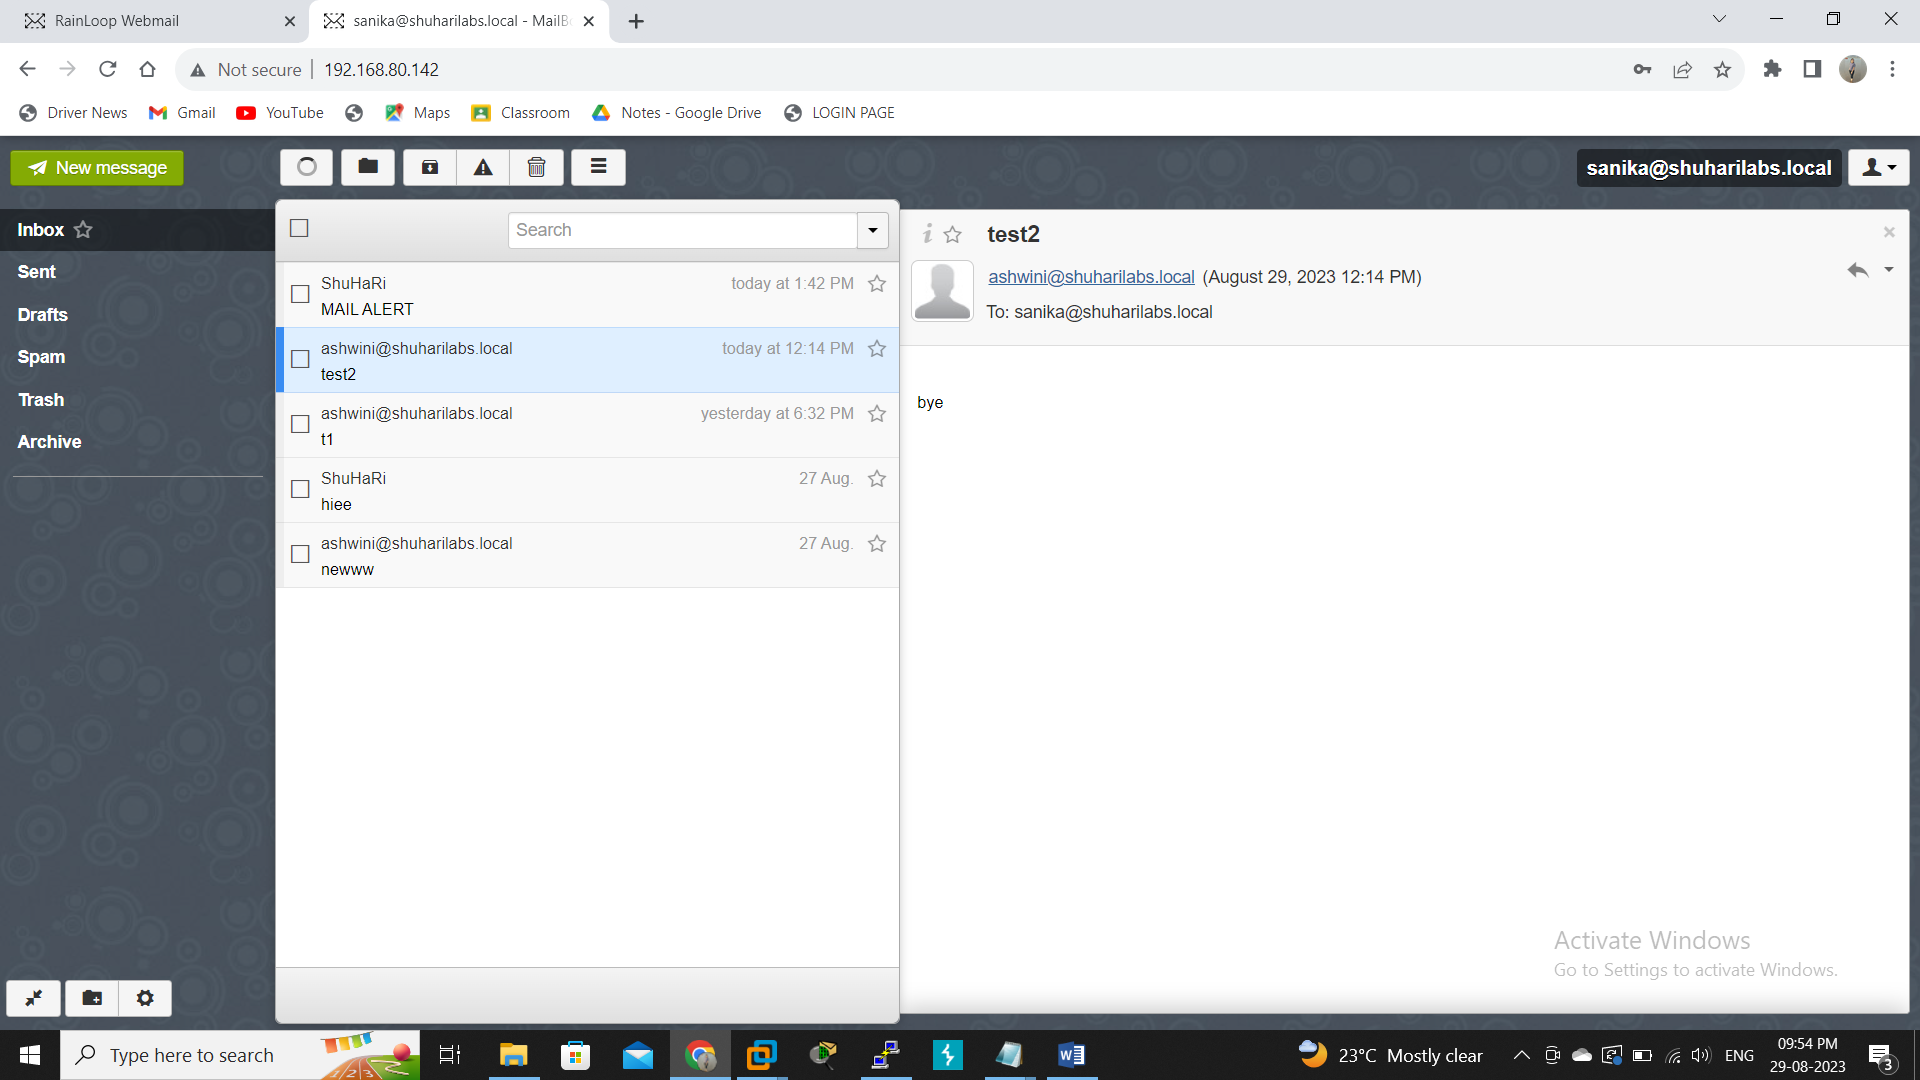 RainLoop Webmail
sanika@shuharilabs.local - MailB
Not secure | 192.168.80.142
Driver News Gmail YouTube Maps Classroom Notes - Google Drive LOGIN PAGE
New message
sanika@shuharilabs.local
Inbox
Sent
Drafts
Spam
Trash
Archive
Search
ShuHaRi today at 1:42 PM
MAIL ALERT
ashwini@shuharilabs.local today at 12:14 PM
test2
ashwini@shuharilabs.local yesterday at 6:32 PM
t1
ShuHaRi 27 Aug.
hiee
ashwini@shuharilabs.local 27 Aug.
newww
test2
ashwini@shuharilabs.local (August 29, 2023 12:14 PM)
To: sanika@shuharilabs.local
bye
Activate Windows
Go to Settings to activate Windows.
Type here to search
23°C Mostly clear
ENG
09:54 PM
29-08-2023
3